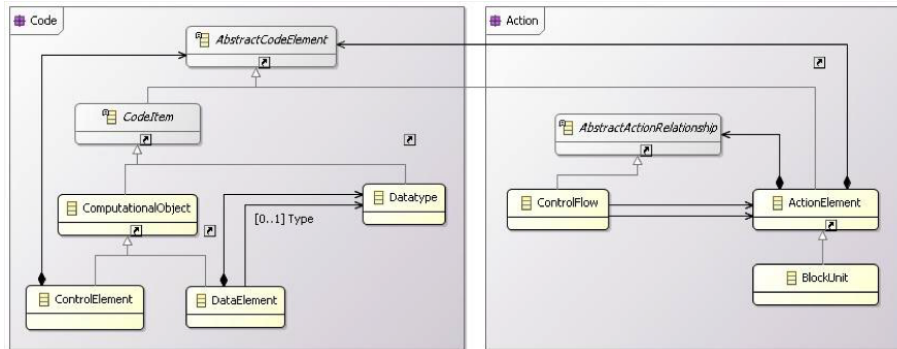 Code
Action
AbstractCodeElement
CodeItem
AbstractActionRelationship
ComputationalObject
Datatype
ControlFlow
ActionElement
[0..1] Type
ControlElement
DataElement
BlockUnit